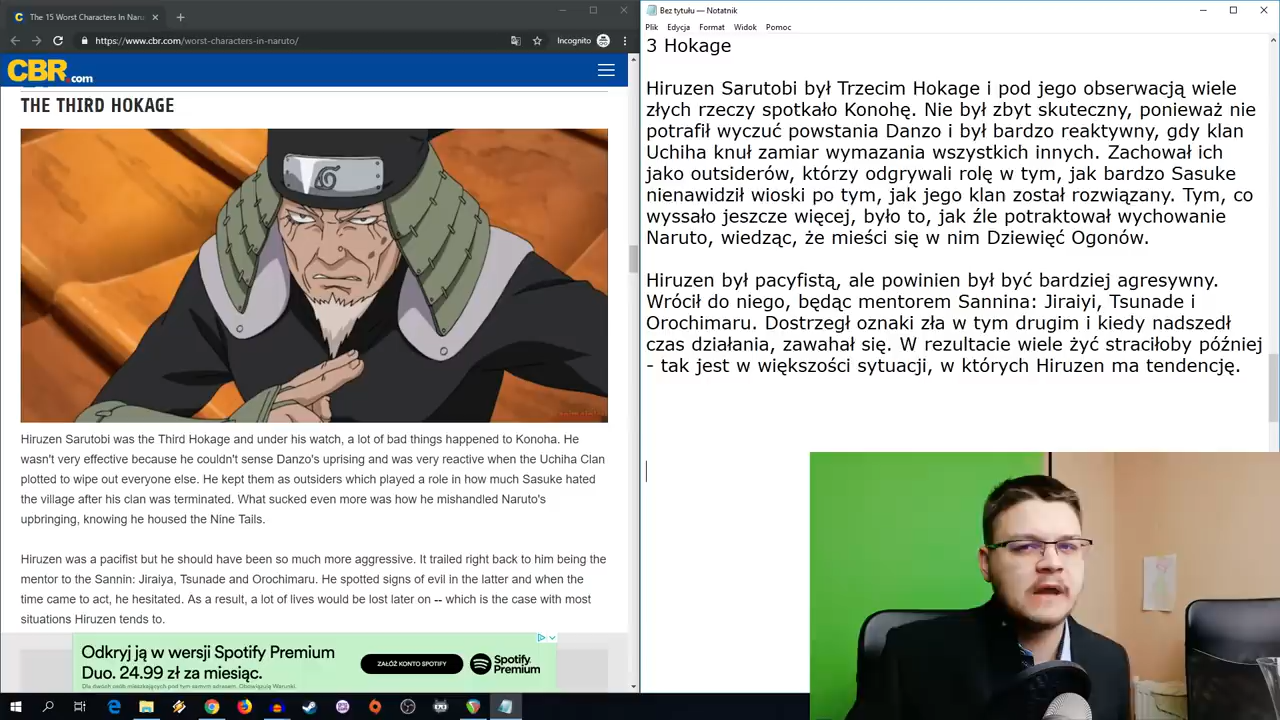 The 15 Worst Characters In Naru
https://www.cbr.com/worst-characters-in-naruto/
Incognito
CBR.com
THE THIRD HOKAGE
Hiruzen Sarutobi was the Third Hokage and under his watch, a lot of bad things happened to Konoha. He
wasn't very effective because he couldn't sense Danzo's uprising and was very reactive when the Uchiha Clan
plotted to wipe out everyone else. He kept them as outsiders which played a role in how much Sasuke hated
the village after his clan was terminated. What sucked even more was how he mishandled Naruto's
upbringing, knowing he housed the Nine Tails.
Hiruzen was a pacifist but he should have been so much more aggressive. It trailed right back to him being the
mentor to the Sannin: Jiraiya, Tsunade and Orochimaru. He spotted signs of evil in the latter and when the
time came to act, he hesitated. As a result, a lot of lives would be lost later on -- which is the case with most
situations Hiruzen tends to.
Odkryj ją w wersji Spotify Premium
Duo. 24.99 zł za miesiąc.
ZAŁÓŻ KONTO SPOTIFY
Spotify
Premium
Bez tytułu — Notatnik
Plik Edycja Format Widok Pomoc
3 Hokage
Hiruzen Sarutobi był Trzecim Hokage i pod jego obserwacją wiele
złych rzeczy spotkało Konohę. Nie był zbyt skuteczny, ponieważ nie
potrafił wyczuć powstania Danzo i był bardzo reaktywny, gdy klan
Uchiha knuł zamiar wymazania wszystkich innych. Zachował ich
jako outsiderów, którzy odgrywali rolę w tym, jak bardzo Sasuke
nienawidził wioski po tym, jak jego klan został rozwiązany. Tym, co
wyssało jeszcze więcej, było to, jak źle potraktował wychowanie
Naruto, wiedząc, że mieści się w nim Dziewięć Ogonów.
Hiruzen był pacyfistą, ale powinien był być bardziej agresywny.
Wrócił do niego, będąc mentorem Sannina: Jiraiyi, Tsunade i
Orochimaru. Dostrzegł oznaki zła w tym drugim i kiedy nadszedł
czas działania, zawahał się. W rezultacie wiele żyć straciłoby później
- tak jest w większości sytuacji, w których Hiruzen ma tendencję.